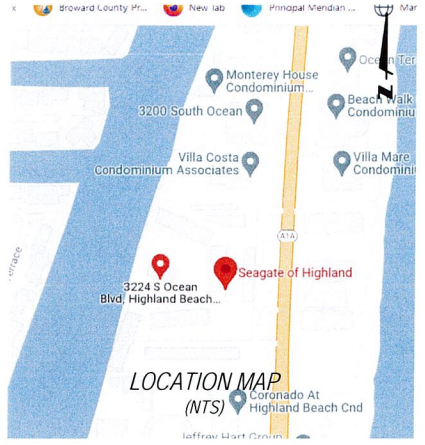 x Broward County Pr... New Tab Principal Meridian ... Mar
Ocean Ter
Monterey House
Condominium...
3200 South Ocean
Beach Walk
Condominiu
N
Villa Costa
Condominium Associates
Villa Mare
Condomini
A1A
errace
3224 S Ocean
Blvd, Highland Beach...
Seagate of Highland
LOCATION MAP
(NTS)
Coronado At
Highland Beach Cnd
Jeffrey Hart Group